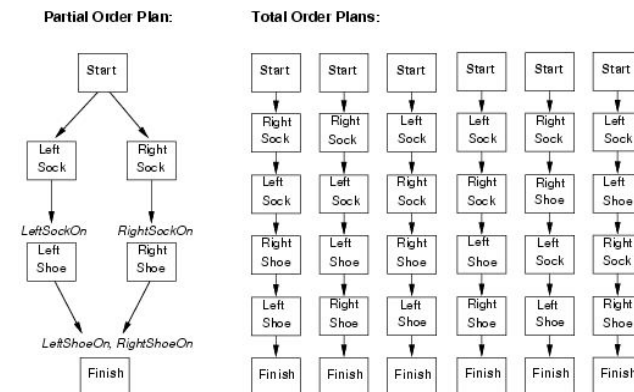 Partial Order Plan:
Total Order Plans:
Start
Left
Sock
Right
Sock
LeftSockOn
RightSockOn
Left
Shoe
Right
Shoe
LeftShoeOn, RightShoeOn
Finish
Start
Right
Sock
Left
Sock
Right
Shoe
Left
Shoe
Finish
Start
Right
Sock
Left
Sock
Left
Shoe
Right
Shoe
Finish
Start
Left
Sock
Right
Sock
Right
Shoe
Left
Shoe
Finish
Start
Left
Sock
Right
Sock
Left
Shoe
Right
Shoe
Finish
Start
Right
Sock
Right
Shoe
Left
Sock
Left
Shoe
Finish
Start
Left
Sock
Left
Shoe
Right
Sock
Right
Shoe
Finish